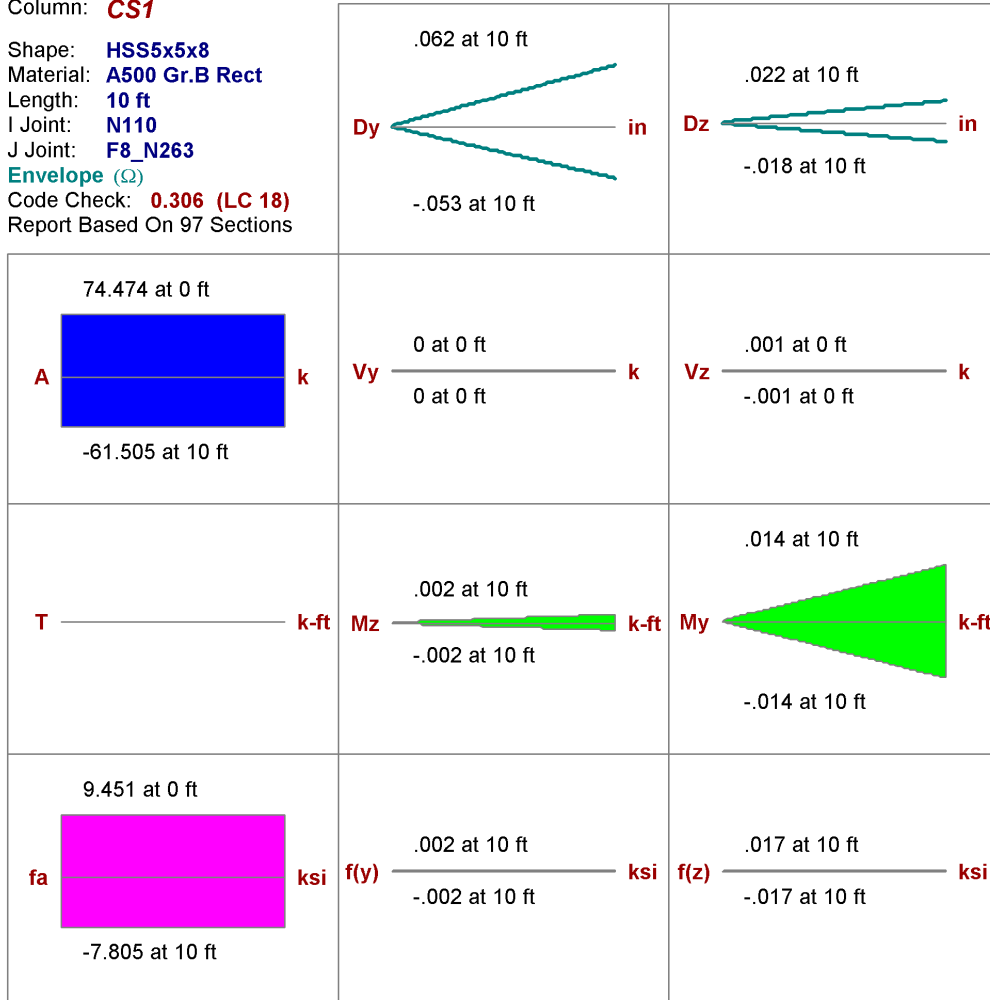 Column: CS1
Shape: HSS5x5x8
Material: A500 Gr.B Rect
Length: 10 ft
I Joint: N110
J Joint: F8_N263
Envelope (Ω)
Code Check: 0.306 (LC 18)
Report Based On 97 Sections
.062 at 10 ft
Dy in
-.053 at 10 ft
.022 at 10 ft
Dz in
-.018 at 10 ft
74.474 at 0 ft
A k
-61.505 at 10 ft
0 at 0 ft
Vy k
0 at 0 ft
.001 at 0 ft
Vz k
-.001 at 0 ft
T k-ft
.002 at 10 ft
Mz k-ft
-.002 at 10 ft
.014 at 10 ft
My k-ft
-.014 at 10 ft
9.451 at 0 ft
fa ksi
-7.805 at 10 ft
.002 at 10 ft
f(y) ksi
-.002 at 10 ft
.017 at 10 ft
f(z) ksi
-.017 at 10 ft